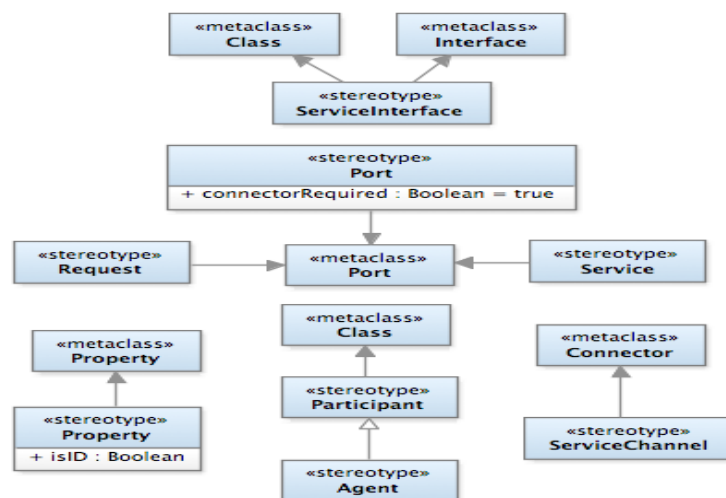 «metaclass»
Class
«metaclass»
Interface
«stereotype»
ServiceInterface
«stereotype»
Port
+ connectorRequired : Boolean = true
«stereotype»
Request
«metaclass»
Port
«stereotype»
Service
«metaclass»
Class
«metaclass»
Property
«metaclass»
Connector
«stereotype»
Participant
«stereotype»
Property
+ isID : Boolean
«stereotype»
ServiceChannel
«stereotype»
Agent